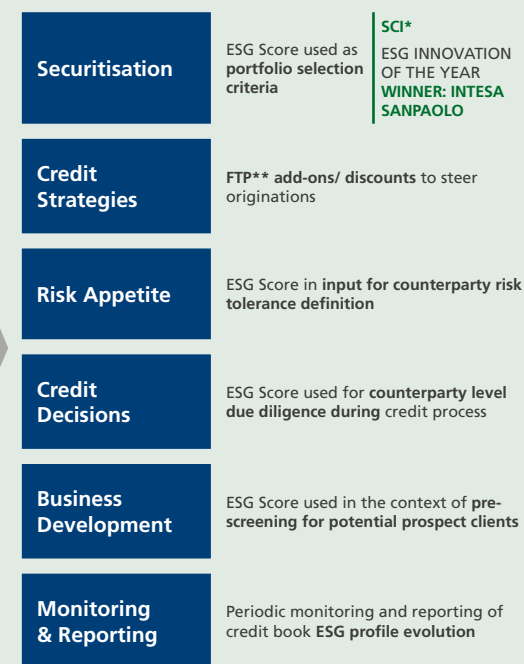 Securitisation
ESG Score used as
portfolio selection
criteria
SCI*
ESG INNOVATION
OF THE YEAR
WINNER: INTESA
SANPAOLO
Credit
Strategies
FTP** add-ons/ discounts to steer
originations
Risk Appetite
ESG Score in input for counterparty risk
tolerance definition
Credit
Decisions
ESG Score used for counterparty level
due diligence during credit process
Business
Development
ESG Score used in the context of pre-
screening for potential prospect clients
Monitoring
& Reporting
Periodic monitoring and reporting of
credit book ESG profile evolution